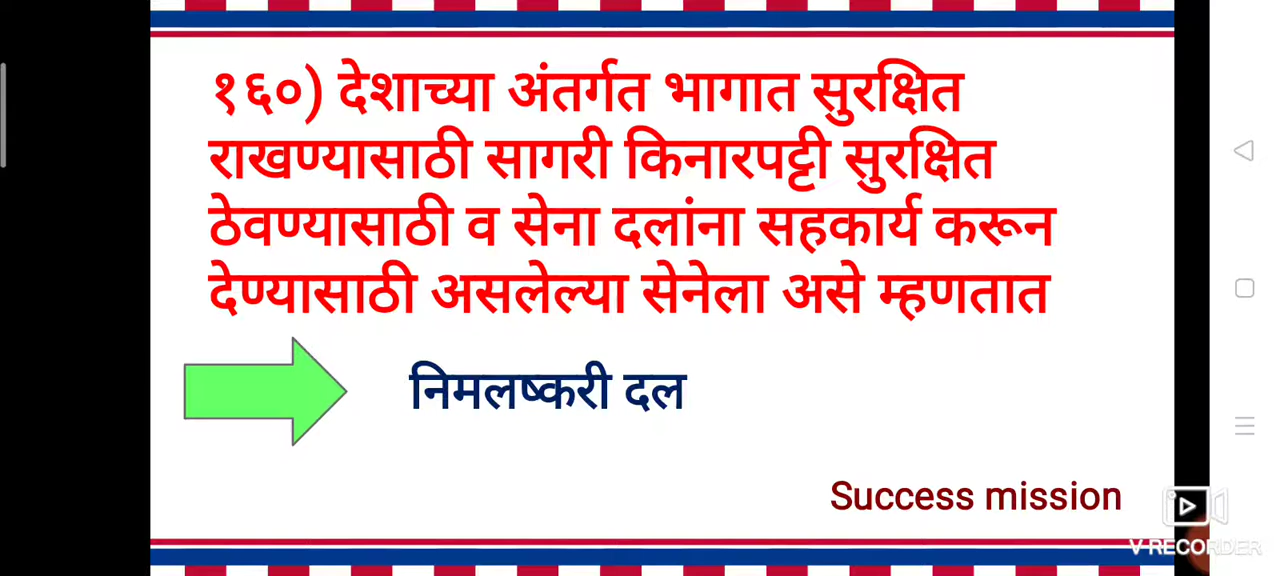 १६०) देशाच्या अंतर्गत भागात सुरक्षित
राखण्यासाठी सागरी किनारपट्टी सुरक्षित
ठेवण्यासाठी व सेना दलांना सहकार्य करून
देण्यासाठी असलेल्या सेनेला असे म्हणतात
निमलष्करी दल
Success mission
V RECORDER